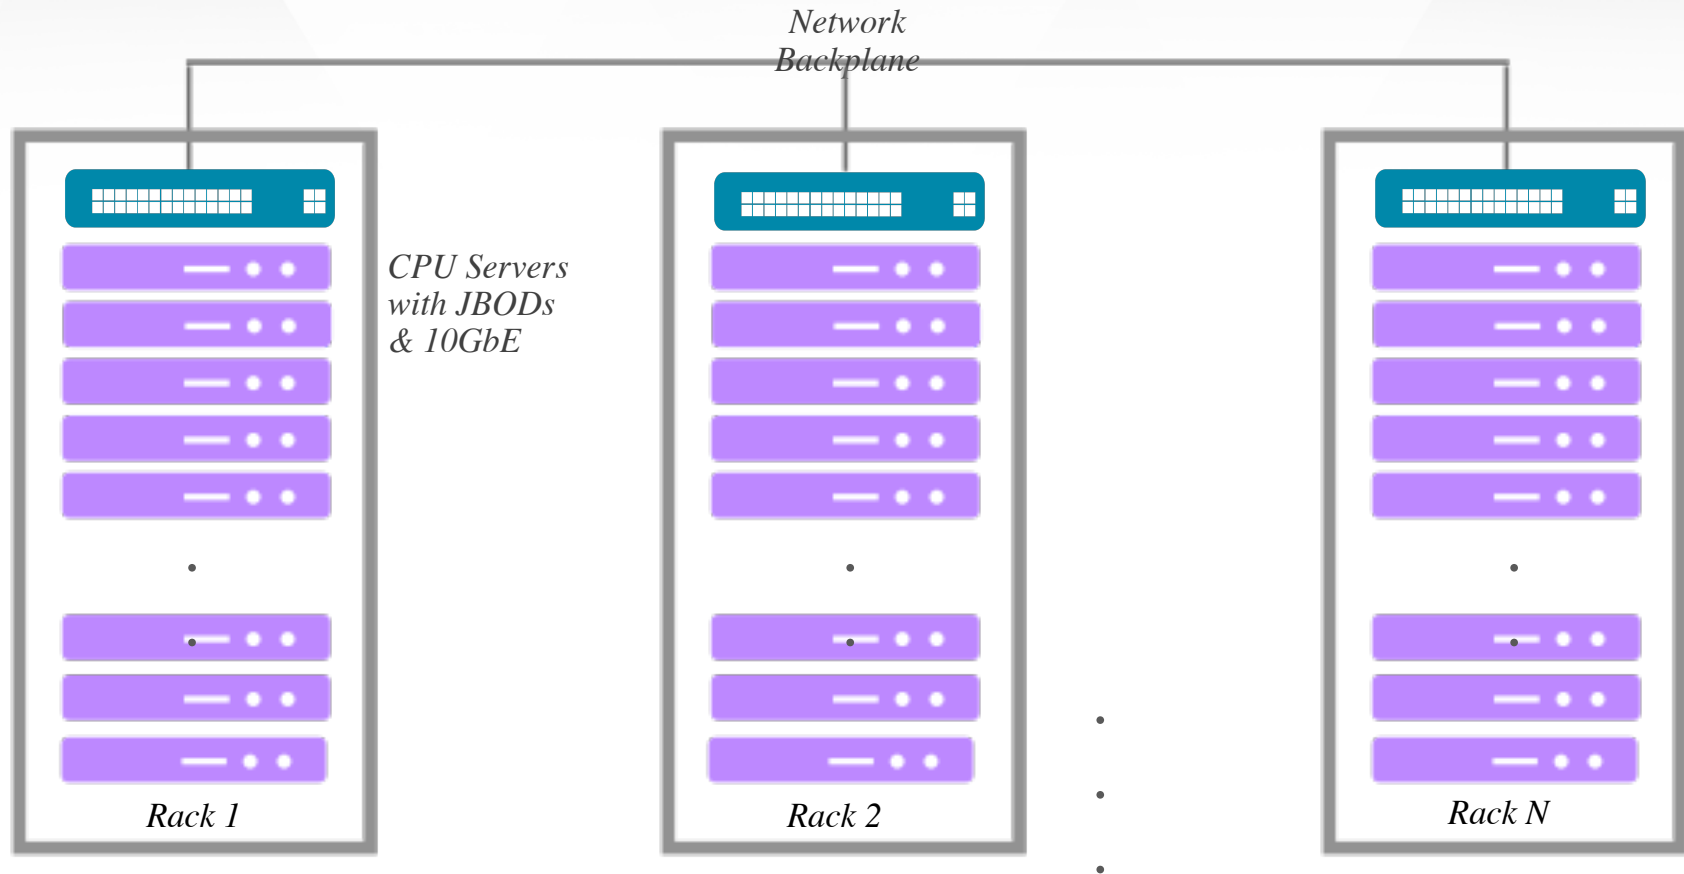 Network
Backplane
CPU Servers
with JBODs
& 10GbE
Rack 1
Rack 2
Rack N